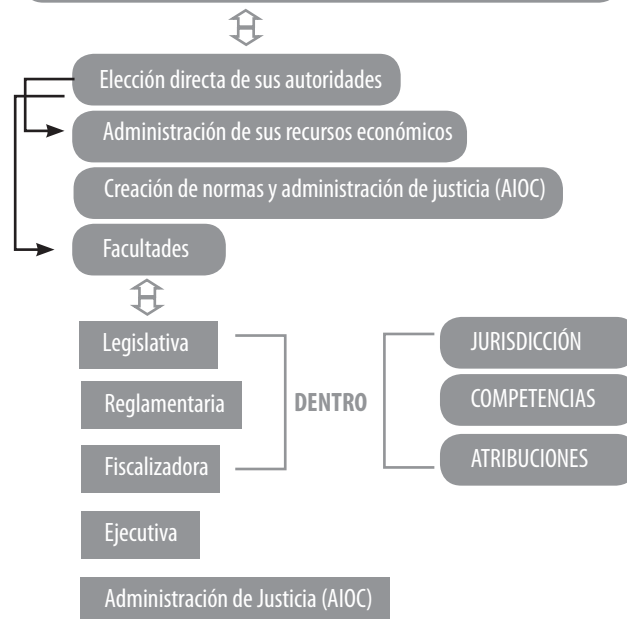 Elección directa de sus autoridades
Administración de sus recursos económicos
Creación de normas y administración de justicia (AIOC)
Facultades
Legislativa
Reglamentaria
Fiscalizadora
Ejecutiva
Administración de Justicia (AIOC)
DENTRO
JURISDICCIÓN
COMPETENCIAS
ATRIBUCIONES